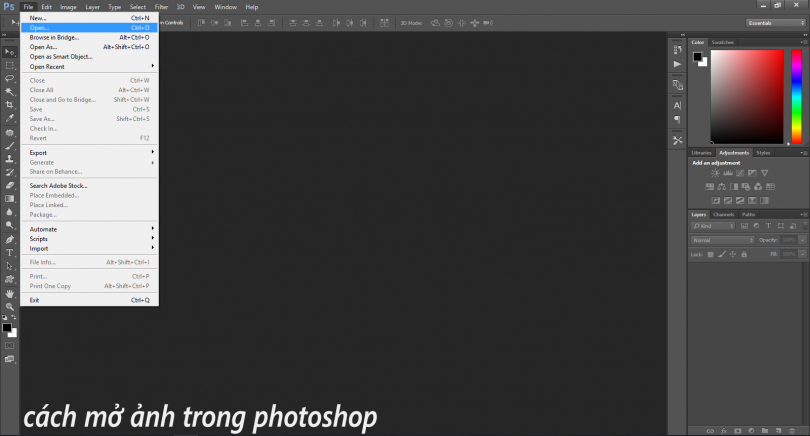 Ps File Edit Image Layer Type Select Filter 3D View Window Help
New... Ctrl+N
Open... Ctrl+O
Browse in Bridge... Alt+Ctrl+O
Open As... Alt+Shift+Ctrl+O
Open as Smart Object...
Open Recent
Close Ctrl+W
Close All Alt+Ctrl+W
Close and Go to Bridge... Shift+Ctrl+W
Save Ctrl+S
Save As... Shift+Ctrl+S
Check In...
Revert F12
Export
Generate
Share on Behance...
Search Adobe Stock...
Place Embedded...
Place Linked...
Package...
Automate
Scripts
Import
File Info... Alt+Shift+Ctrl+I
Print... Ctrl+P
Print One Copy Alt+Shift+Ctrl+P
Exit Ctrl+Q
Controls
3D Mode:
Essentials
Color Swatches
Libraries Adjustments Styles
Add an adjustment
Layers Channels Paths
Kind
Normal Opacity: 100%
Lock: Fill: 100%
cách mở ảnh trong photoshop